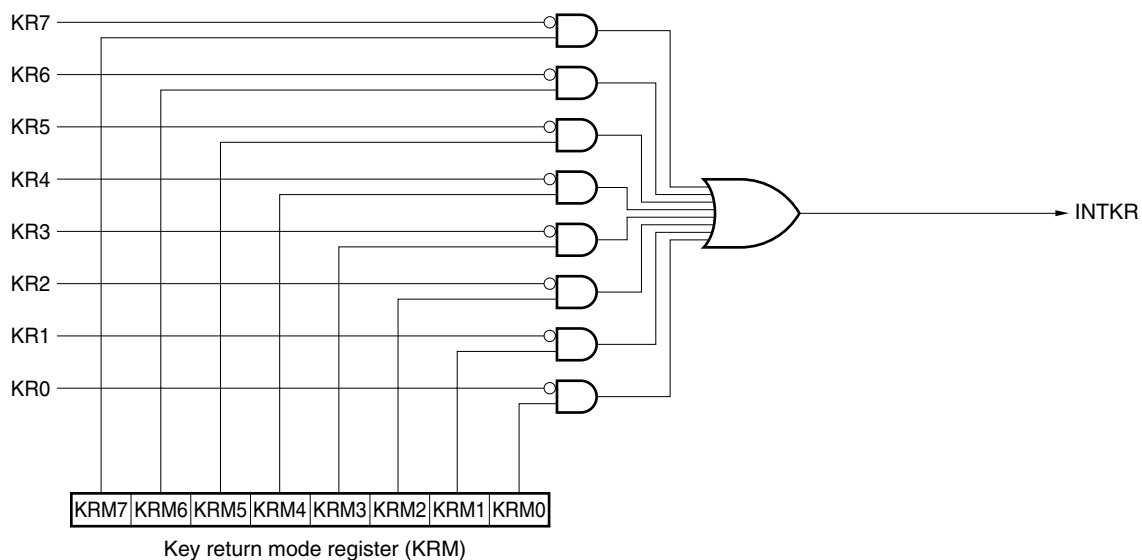 KR7
KR6
KR5
KR4
KR3
KR2
KR1
KR0
INTKR
KRM7 KRM6 KRM5 KRM4 KRM3 KRM2 KRM1 KRM0
Key return mode register (KRM)